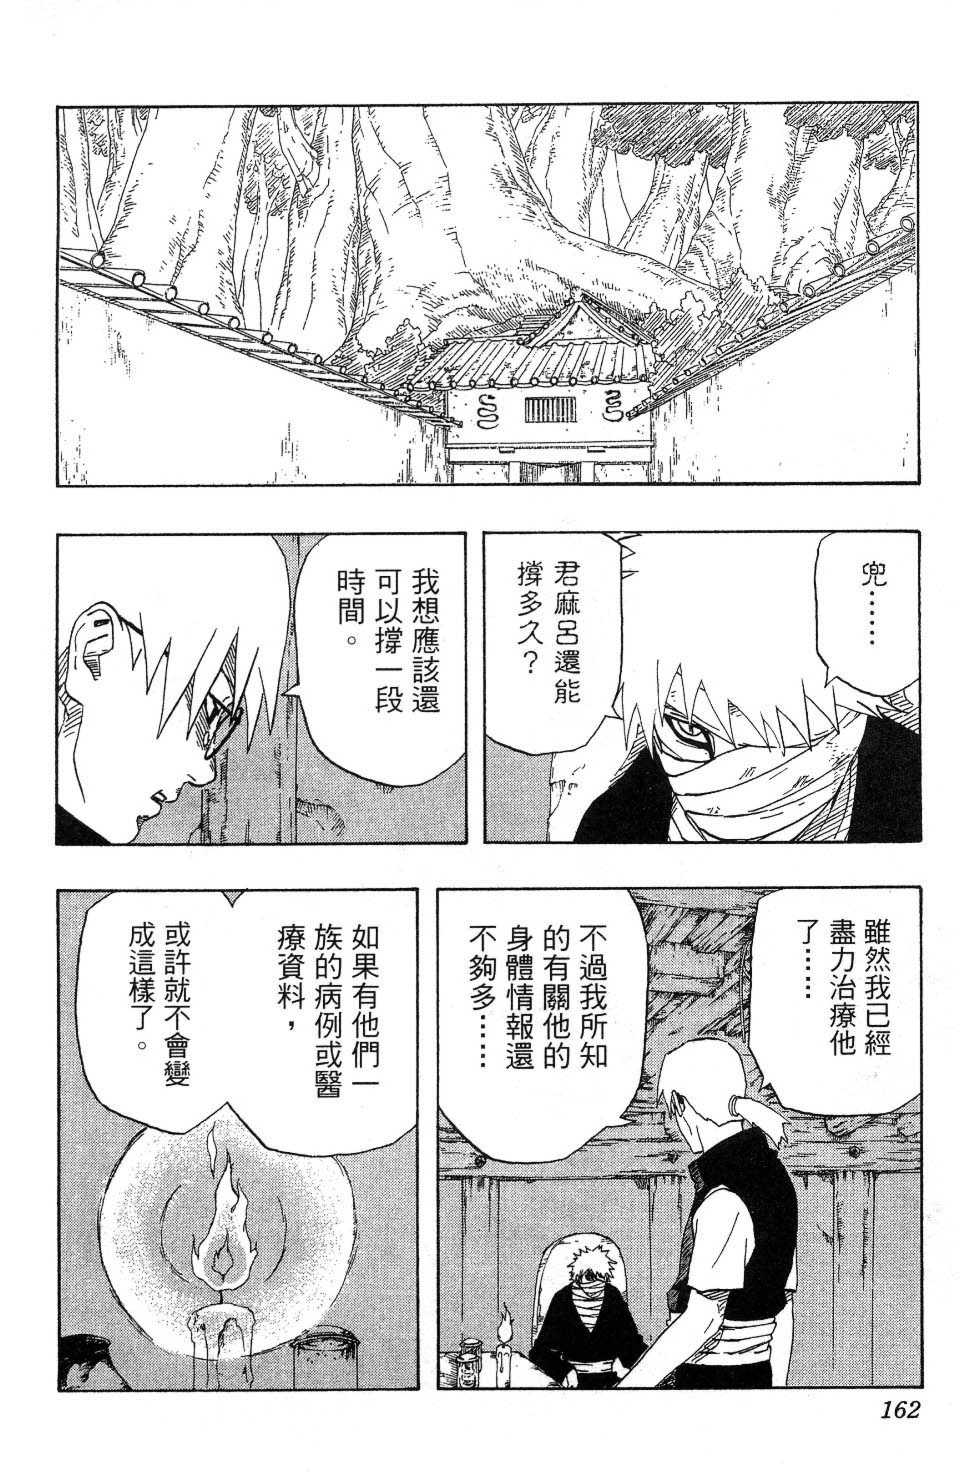 兜……
君麻呂還能
撐多久？
我想應該還
可以撐一段
時間。
雖然我已經
盡力治療他
了……
不過我所知
的有關他的
身體情報還
不夠多……
如果有他們一
族的病例或醫
療資料，
或許就不會變
成這樣了。
162